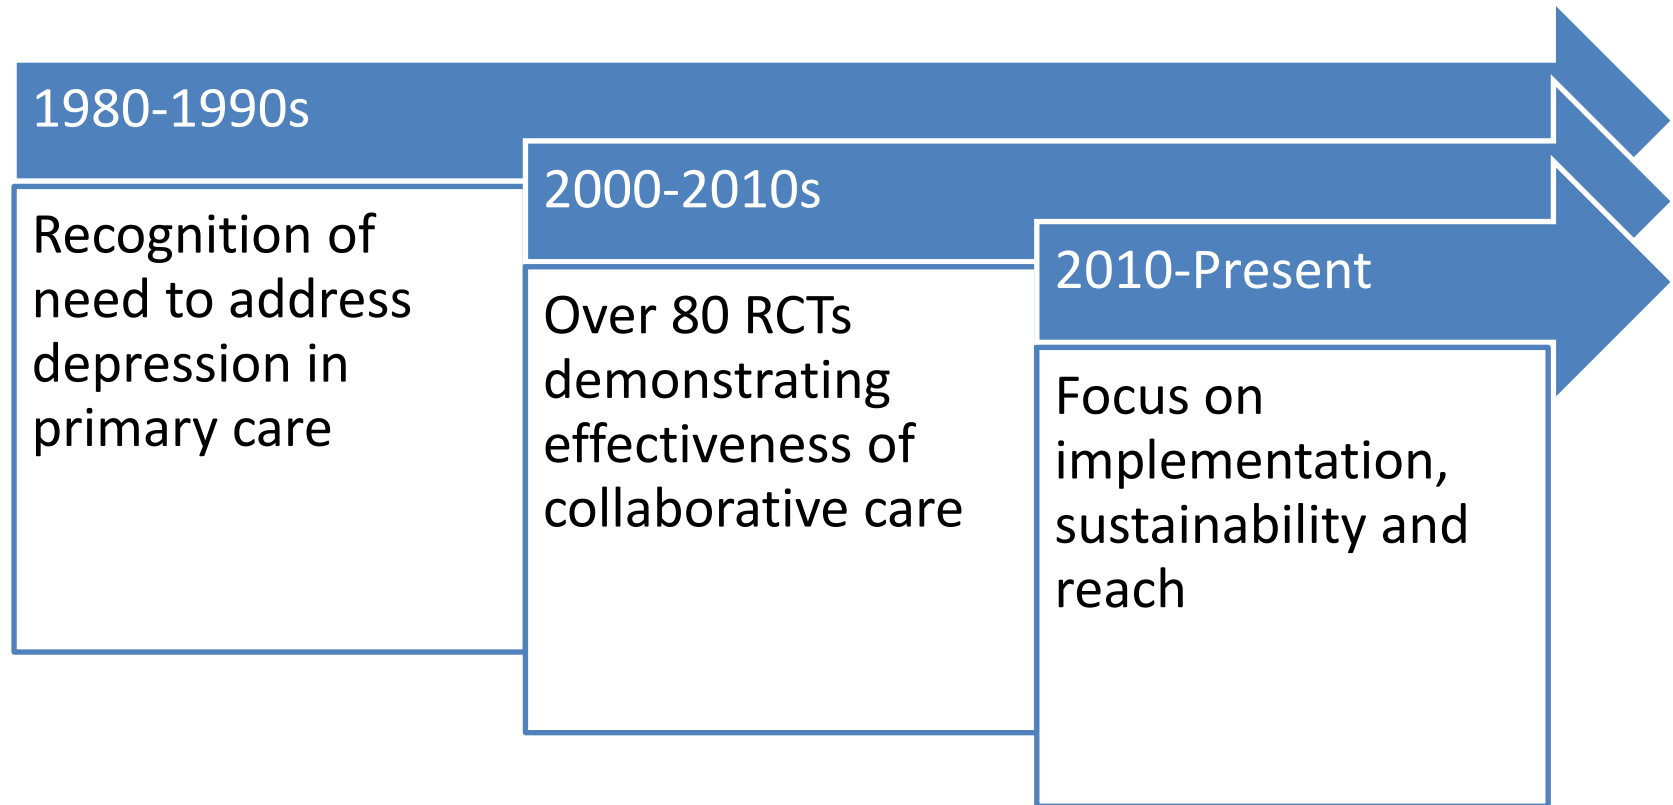 1980-1990s
Recognition of
need to address
depression in
primary care
2000-2010s
Over 80 RCTs
demonstrating
effectiveness of
collaborative care
2010-Present
Focus on
implementation,
sustainability and
reach